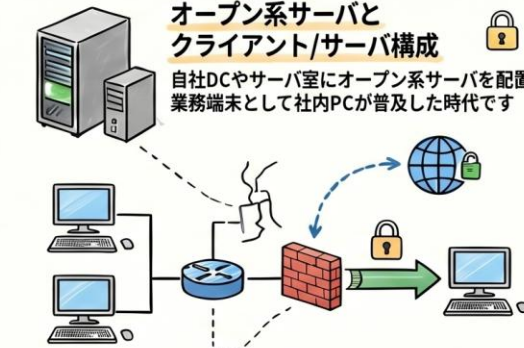 オープン系サーバと
クライアント/サーバ構成
自社DCやサーバ室にオープン系サーバを配置
業務端末として社内PCが普及した時代です